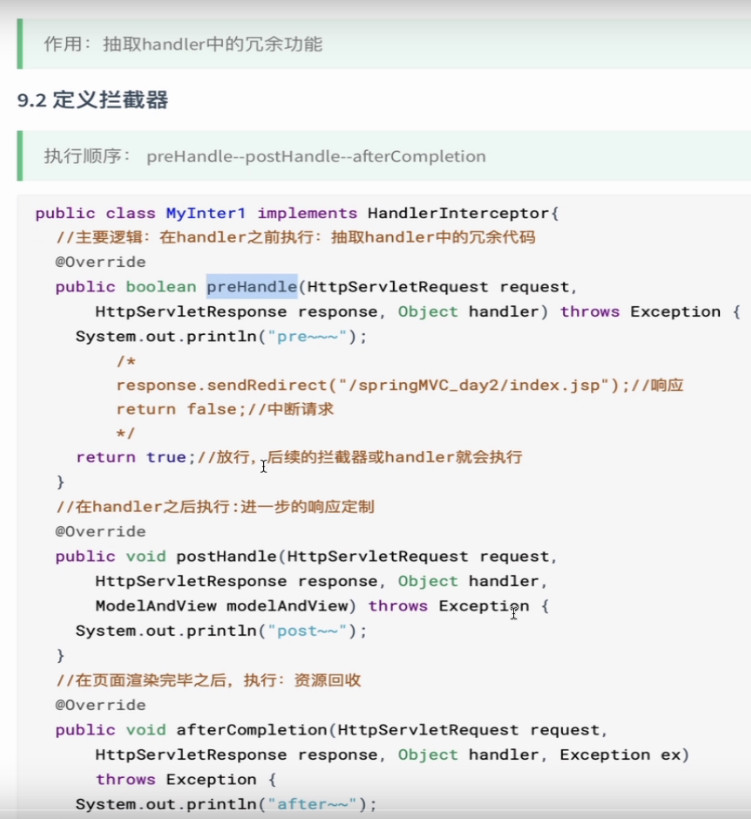 作用：抽取handler中的冗余功能
9.2 定义拦截器
执行顺序： preHandle--postHandle--afterCompletion
public class MyInter1 implements HandlerInterceptor{
//主要逻辑：在handler之前执行：抽取handler中的冗余代码
@Override
public boolean preHandle(HttpServletRequest request,
HttpServletResponse response, Object handler) throws Exception {
System.out.println("pre~~~");
/*
response.sendRedirect("/springMVC_day2/index.jsp");//响应
return false;//中断请求
*/
return true;//放行，后续的拦截器或handler就会执行
}
//在handler之后执行:进一步的响应定制
@Override
public void postHandle(HttpServletRequest request,
HttpServletResponse response, Object handler,
ModelAndView modelAndView) throws Exception {
System.out.println("post~~");
}
//在页面渲染完毕之后，执行：资源回收
@Override
public void afterCompletion(HttpServletRequest request,
HttpServletResponse response, Object handler, Exception ex)
throws Exception {
System.out.println("after~~");